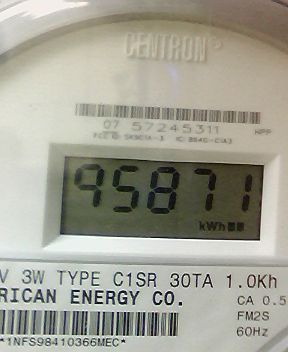 CENTRON®
07 57245311 HPP
95871
kWh
V 3W TYPE C1SR 30TA 1.0Kh
RICAN ENERGY CO. CA 0.5
FM2S
60Hz
*1NFS98410366MEC*